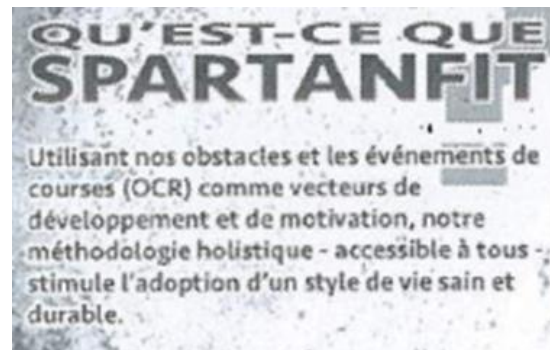 QU'EST-CE QUE
SPARTANFIT
Utilisant nos obstacles et les événements de
courses (OCR) comme vecteurs de
développement et de motivation, notre
méthodologie holistique - accessible à tous -
stimule l'adoption d'un style de vie sain et
durable.